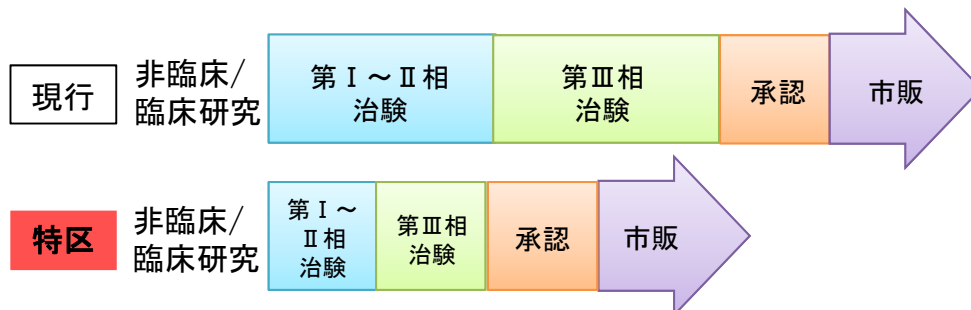 現行
非臨床/
臨床研究
第Ⅰ～Ⅱ相
治験
第Ⅲ相
治験
承認
市販
特区
非臨床/
臨床研究
第Ⅰ～
Ⅱ相
治験
第Ⅲ相
治験
承認
市販